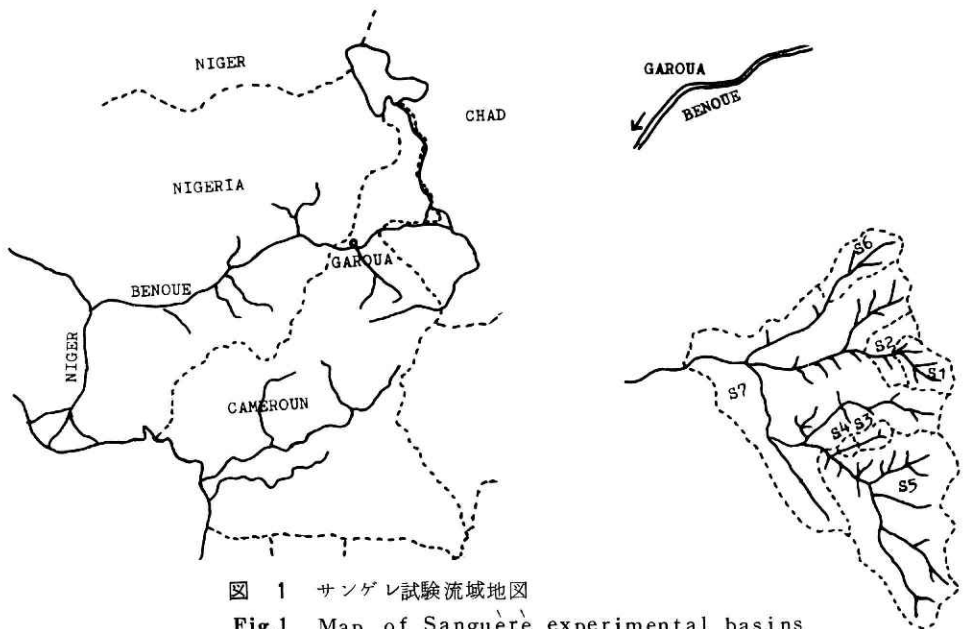 NIGER
CHAD
NIGERIA
GAROUA
BENOUE
NIGER
CAMEROUN
GAROUA
BENOUE
S6
S2
S1
S7
S4
S3
S5
図 1 サンゲレ試験流域地図
Fig.1 Map of Sanguèrè experimental basins